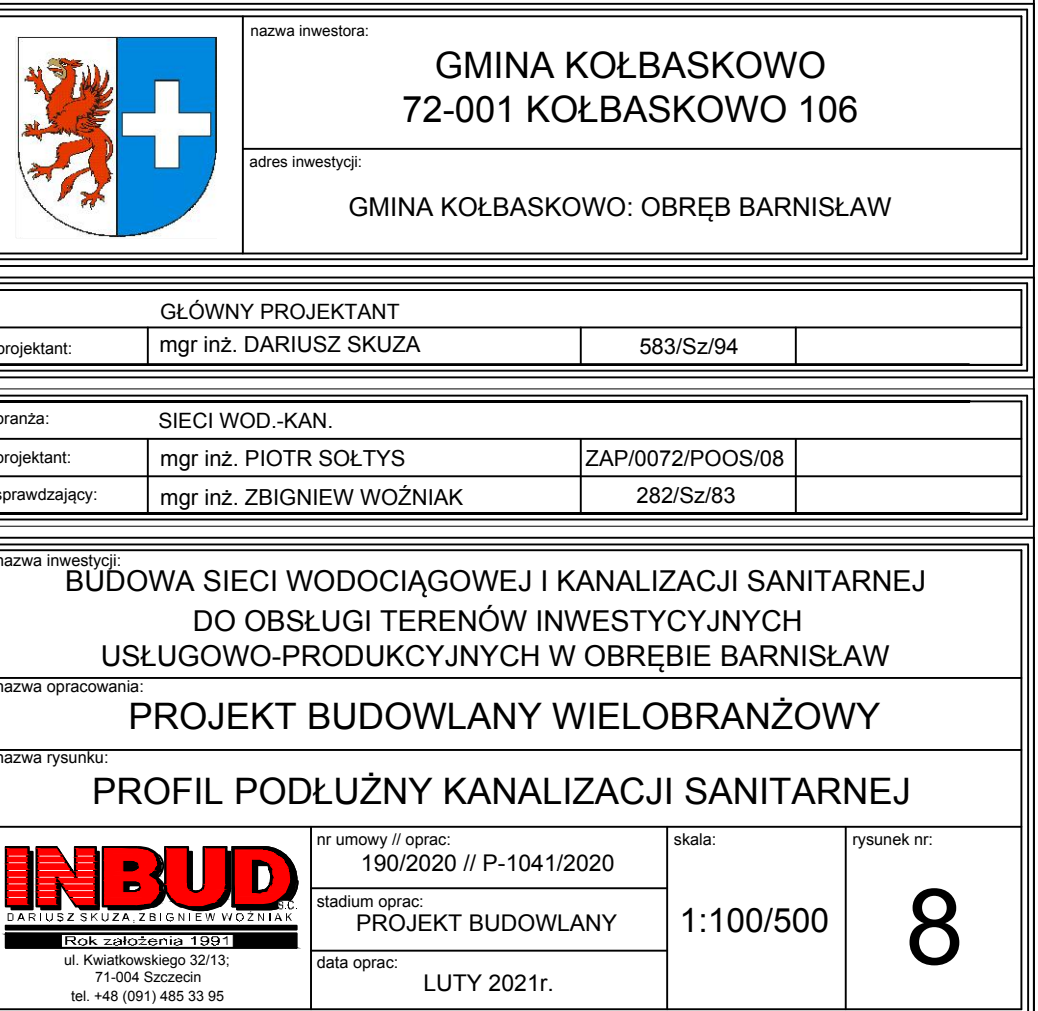 nazwa inwestora:
GMINA KOŁBASKOWO
72-001 KOŁBASKOWO 106
adres inwestycji:
GMINA KOŁBASKOWO: OBRĘB BARNISŁAW
GŁÓWNY PROJEKTANT
projektant: mgr inż. DARIUSZ SKUZA 583/Sz/94
branża: SIECI WOD.-KAN.
projektant: mgr inż. PIOTR SOŁTYS ZAP/0072/POOS/08
sprawdzający: mgr inż. ZBIGNIEW WOŹNIAK 282/Sz/83
nazwa inwestycji:
BUDOWA SIECI WODOCIĄGOWEJ I KANALIZACJI SANITARNEJ
DO OBSŁUGI TERENÓW INWESTYCYJNYCH
USŁUGOWO-PRODUKCYJNYCH W OBRĘBIE BARNISŁAW
nazwa opracowania:
PROJEKT BUDOWLANY WIELOBRANŻOWY
nazwa rysunku:
PROFIL PODŁUŻNY KANALIZACJI SANITARNEJ
INBUD
S.C.
DARIUSZ SKUZA, ZBIGNIEW WOŹNIAK
Rok założenia 1991
ul. Kwiatkowskiego 32/13;
71-004 Szczecin
tel. +48 (091) 485 33 95
nr umowy // oprac:
190/2020 // P-1041/2020
stadium oprac:
PROJEKT BUDOWLANY
data oprac:
LUTY 2021r.
skala:
1:100/500
rysunek nr:
8